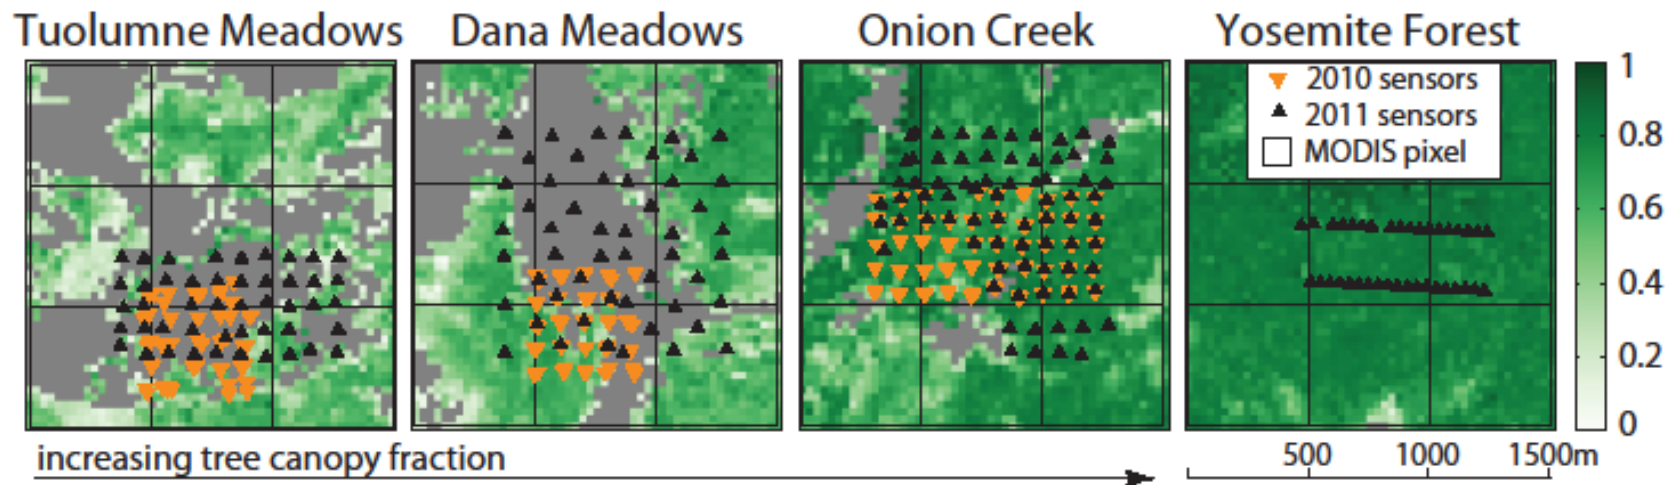 Tuolumne Meadows
Dana Meadows
Onion Creek
Yosemite Forest
2010 sensors
2011 sensors
MODIS pixel
1
0.8
0.6
0.4
0.2
0
increasing tree canopy fraction
500 1000 1500m